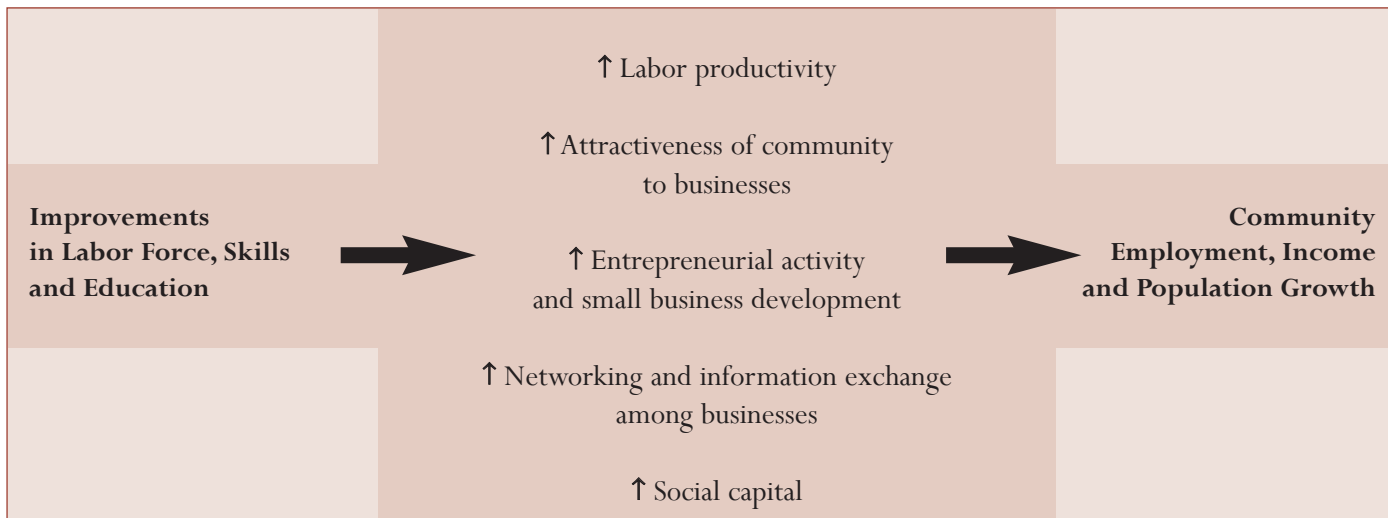 ↑ Labor productivity
↑ Attractiveness of community
to businesses
Improvements
in Labor Force, Skills
and Education
↑ Entrepreneurial activity
and small business development
Community
Employment, Income
and Population Growth
↑ Networking and information exchange
among businesses
↑ Social capital